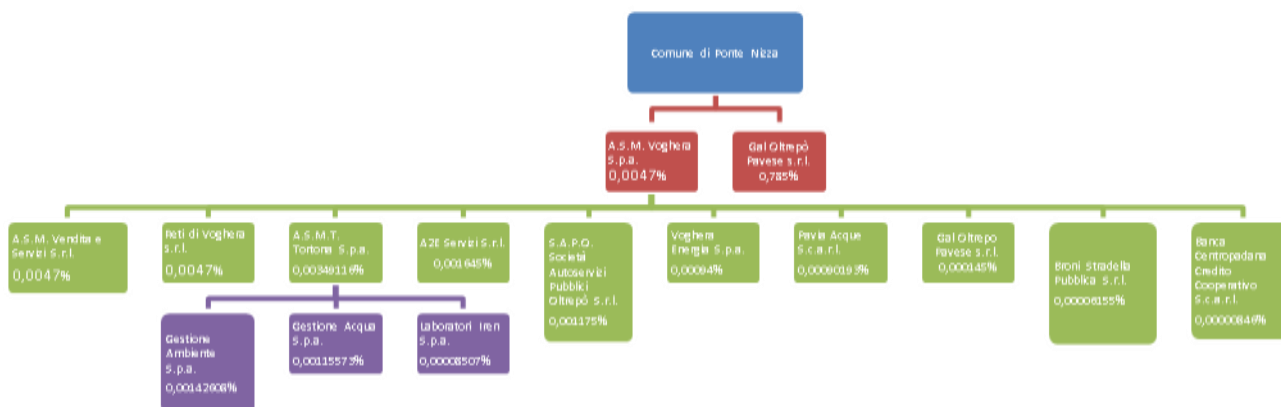 Comune di Ponte Nizza
A.S.M. Voghera
S.p.a.
0,0047%
Gal Oltrepò
Pavese s.r.l.
0,785%
A.S.M. Vendita e
Servizi S.r.l.
0,0047%
Reti di Voghera
s.r.l.
0,0047%
A.S.M.T.
Tortona S.p.a.
0,00349116%
A2E Servizi S.r.l.
0,001645%
S.A.P.O.
Società
Autoservizi
Pubblici
Oltrepò S.r.l.
0,001175%
Voghera
Energia S.p.a.
0,00094%
Pavia Acque
S.c.a.r.l.
0,00090193%
Gal Oltrepo
Pavese s.r.l.
0,000145%
Broni Stradella
Pubblica S.r.l.
0,00006155%
Banca
Centropadana
Credito
Cooperativo
S.c.a.r.l.
0,00000846%
Gestione
Ambiente
S.p.a.
0,00142608%
Gestione Acqua
S.p.a.
0,00115573%
Laboratori Iren
S.p.a.
0,00008507%